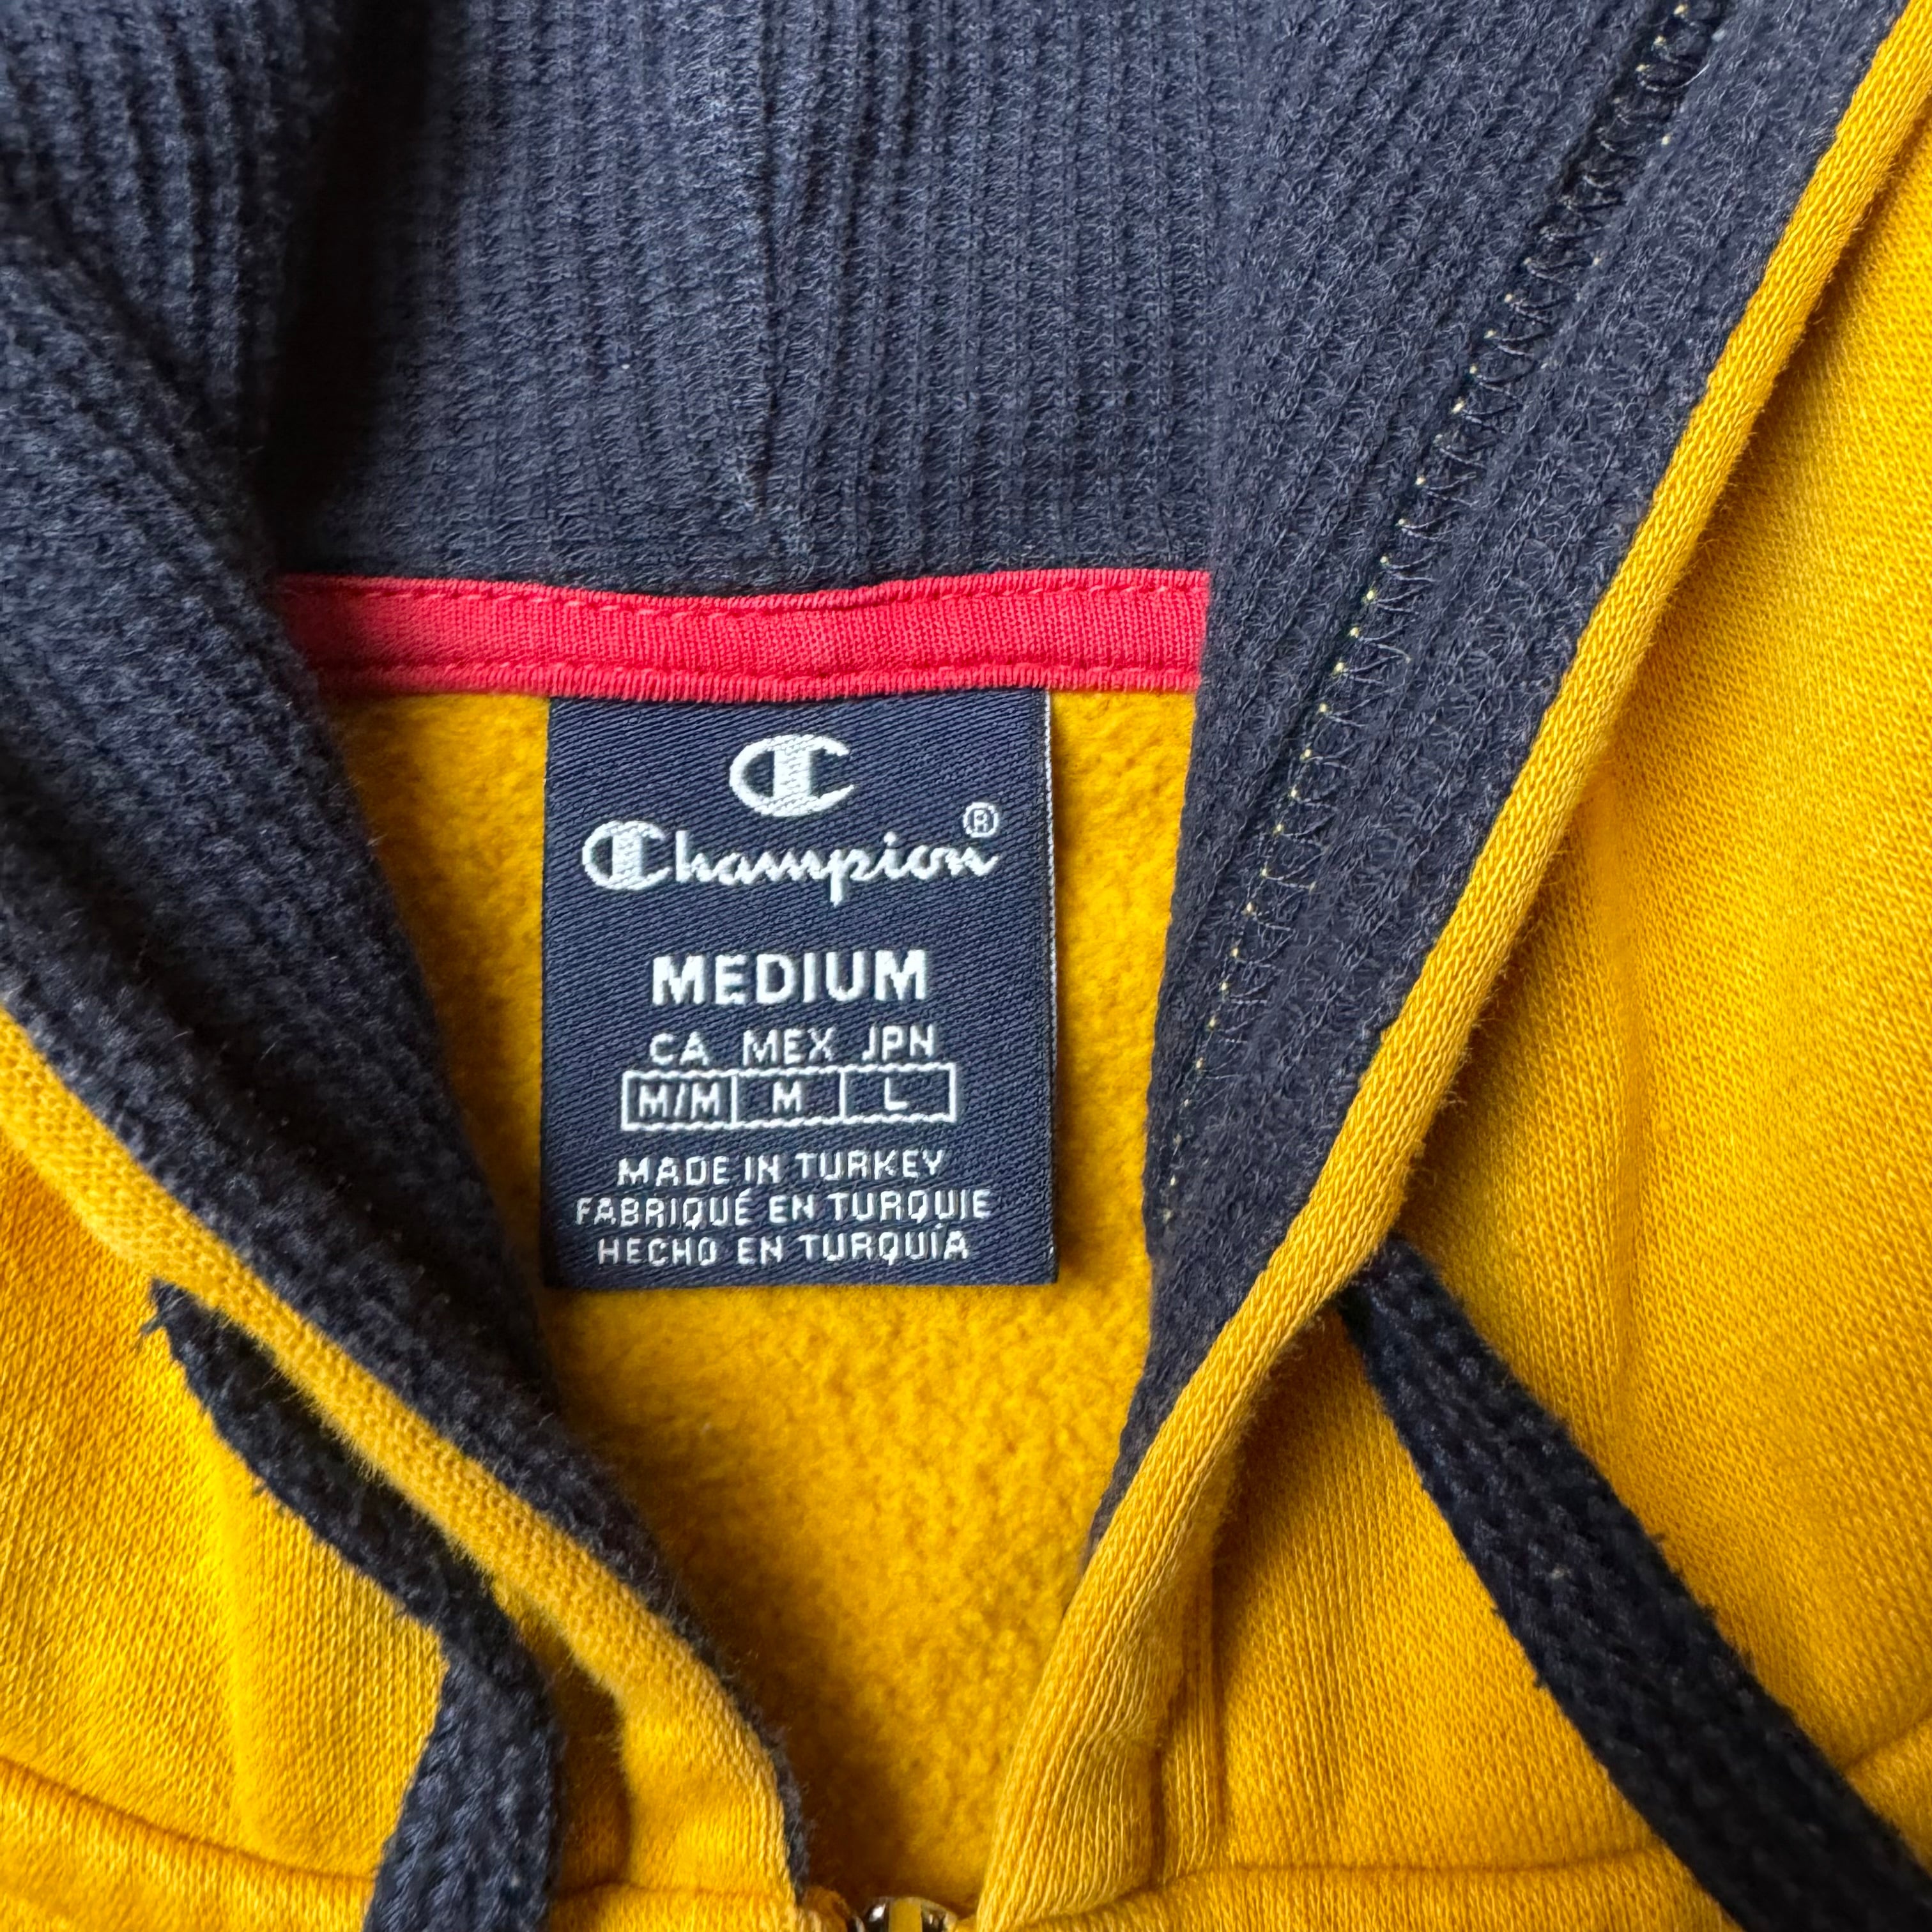 C
Champion®
MEDIUM
CA MEX JPN
M/M M L
MADE IN TURKEY
FABRIQUÉ EN TURQUIE
HECHO EN TURQUÍA